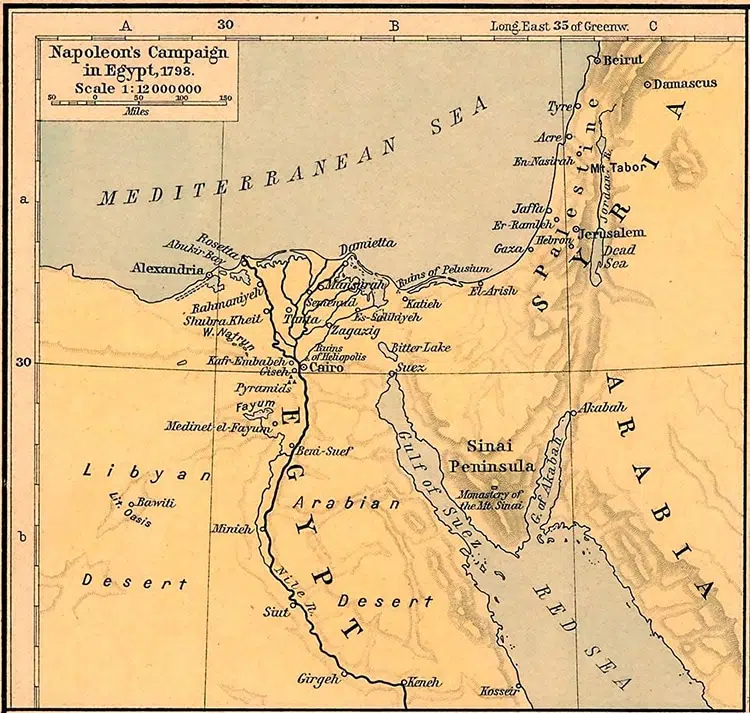 A 30 B Long. East 35 of Greenw. C
Napoleon's Campaign
in Egypt, 1798.
Scale 1:12 000 000
50 0 50 100 150
Miles
a
MEDITERRANEAN SEA
Beirut
Damascus
Tyre
Acre
En-Nasirah
Mt. Tabor
Jordan R.
Palestine
SYRIA
Jaffa
Er-Ramleh
Jerusalem
Hebron
Gaza
Dead
Sea
Rosetta
Abukir Bay
Alexandria
Damietta
Ruins of Pelusium
El-Arish
Katieh
Mansurah
Semenud
Es-Salihiyeh
Rahmaniyeh
Shubra Kheit
Tanta
Zagazig
W. Natrun
30
Kafr-Embabeh
Ruins
of Heliopolis
Giseh
Cairo
Pyramids
Bitter Lake
Suez
Fayum
Medinet-el-Fayum
Beni-Suef
EGYPT
Akabah
ARABIA
Sinai
Peninsula
Monastery of
the Mt. Sinai
Gulf of Suez
G. of Akabah
Libyan
Desert
Lit. Oasis
Bawiti
Arabian
Desert
b
Minieh
Nile R.
Siut
RED SEA
Girgeh
Keneh
Kosseir